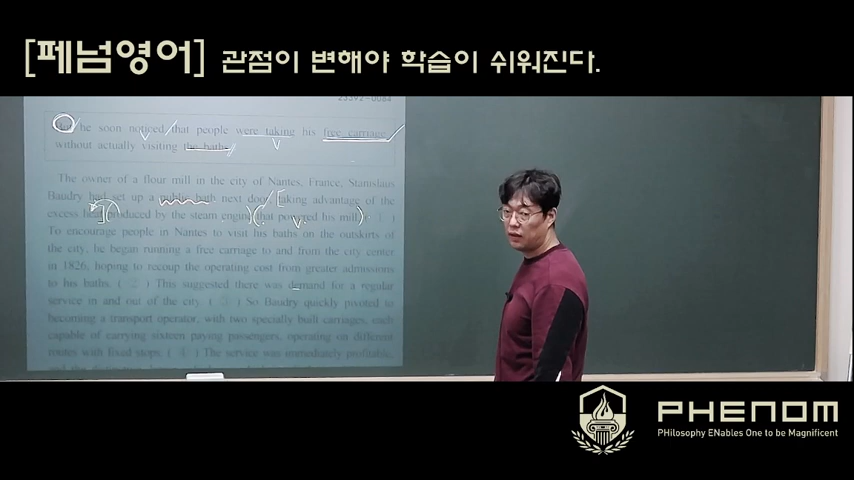 [페넘영어] 관점이 변해야 학습이 쉬워진다.
23392-0084
But he soon noticed that people were taking his free carriage
without actually visiting the baths.
The owner of a flour mill in the city of Nantes, France, Stanislaus
Baudry had set up a public bath next door, taking advantage of the
excess heat produced by the steam engine that powered his mill. ( ① )
To encourage people in Nantes to visit his baths on the outskirts of
the city, he began running a free carriage to and from the city center
in 1826, hoping to recoup the operating cost from greater admissions
to his baths. ( ② ) This suggested there was demand for a regular
service in and out of the city. ( ③ ) So Baudry quickly pivoted to
becoming a transport operator, with two specially built carriages, each
capable of carrying sixteen paying passengers, operating on different
routes with fixed stops. ( ④ ) The service was immediately profitable,
PHENOM
PHilosophy ENables One to be Magnificent